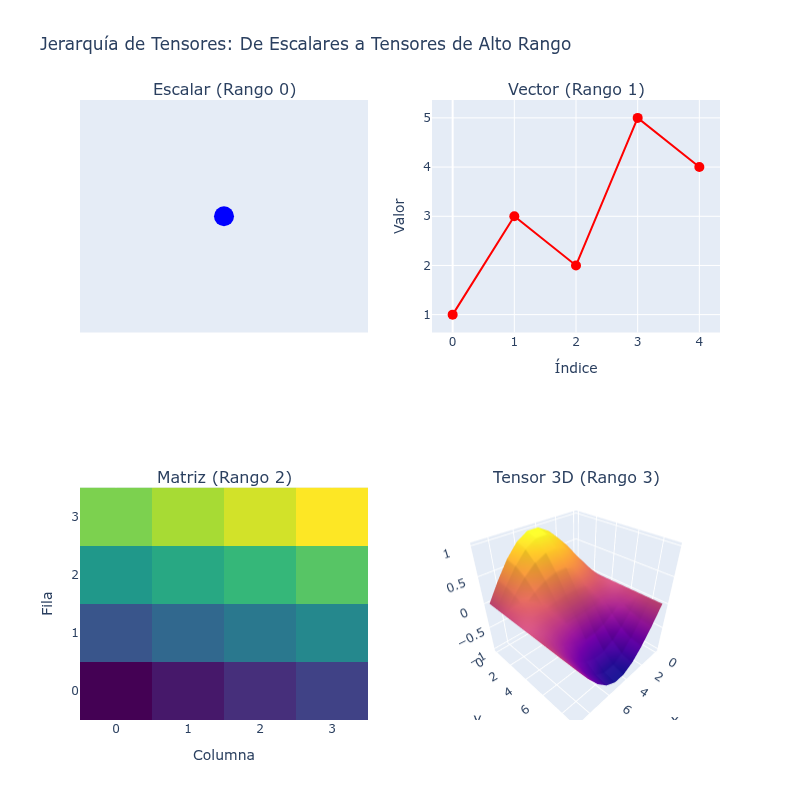 Jerarquía de Tensores: De Escalares a Tensores de Alto Rango
Escalar (Rango 0)
Vector (Rango 1)
5
4
3
2
1
Valor
0 1 2 3 4
Índice
Matriz (Rango 2)
3
2
1
0
Fila
0 1 2 3
Columna
Tensor 3D (Rango 3)
1
0.5
0
−0.5
−1
0
2
4
6
0
2
4
6